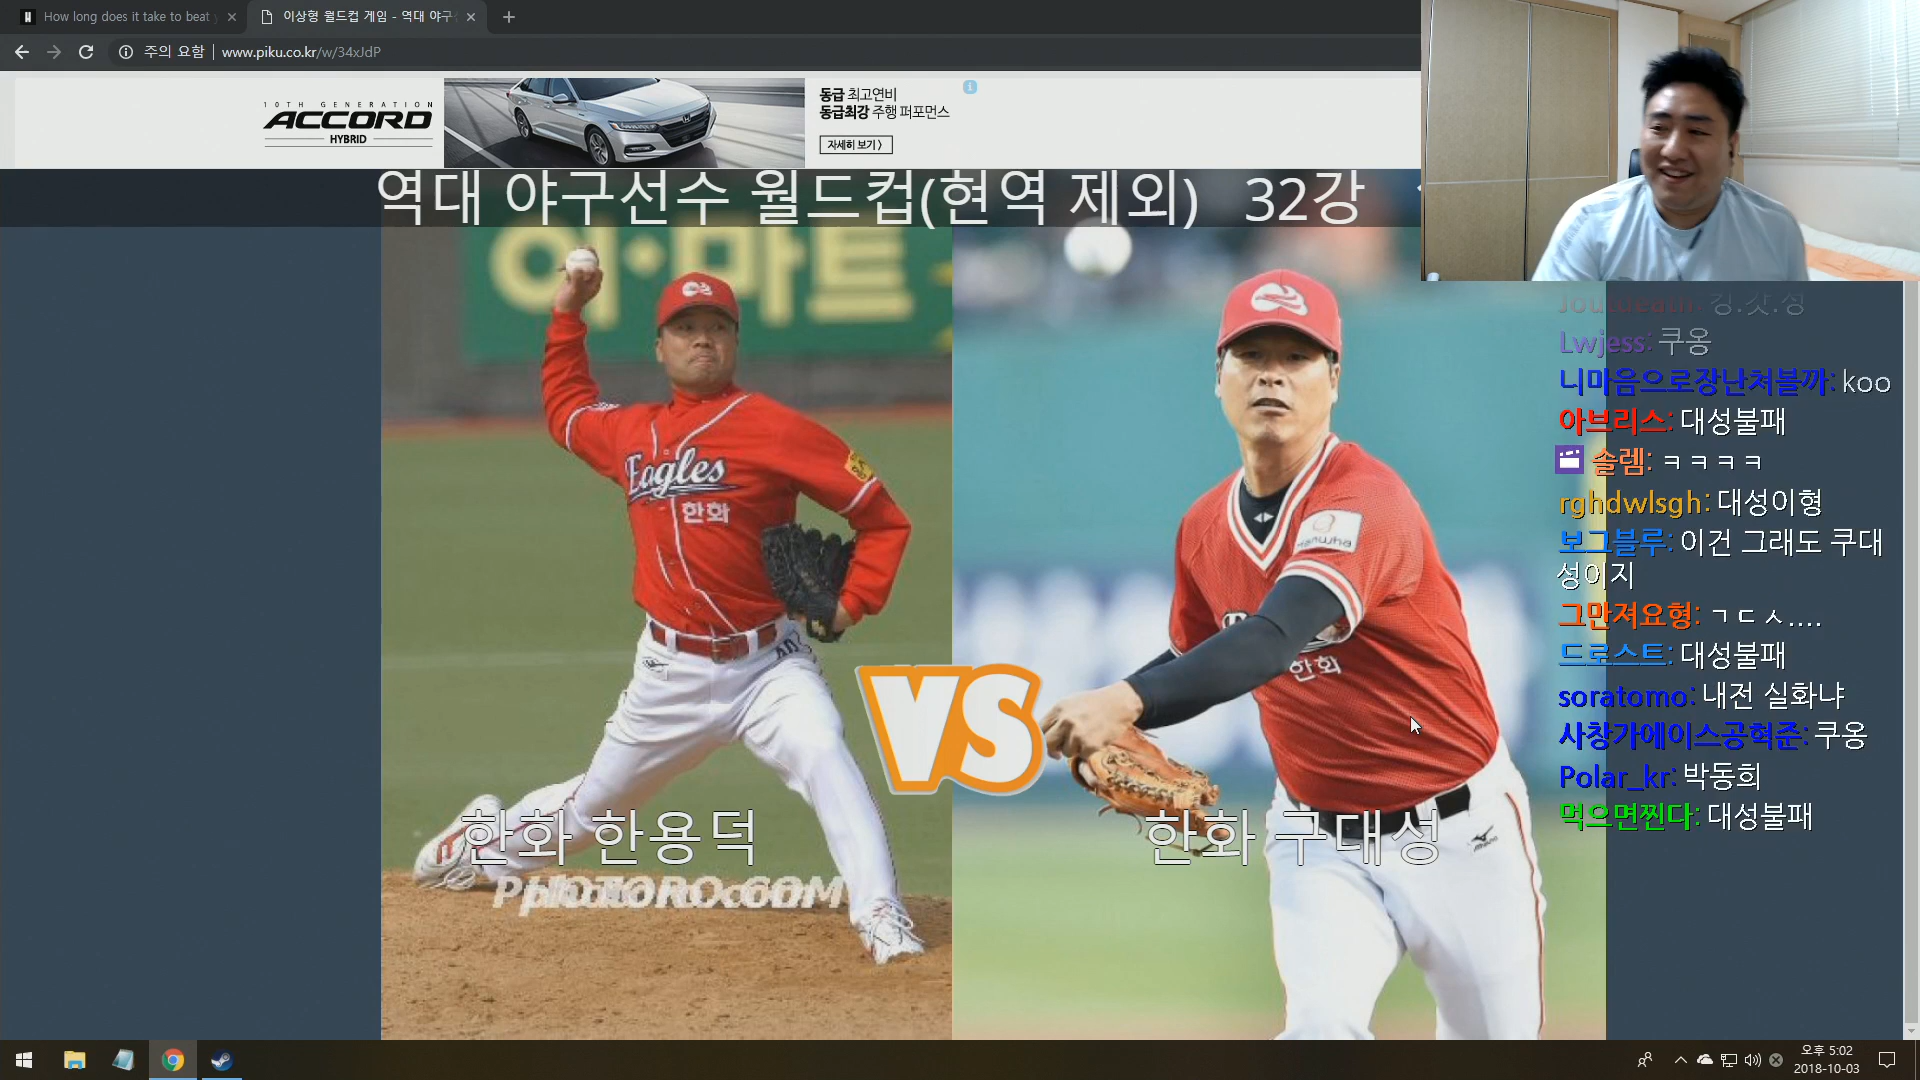 How long does it take to beat
이상형 월드컵 게임 - 역대 야구
주의 요함 | www.piku.co.kr/w/34xJdP
10TH GENERATION
ACCORD
HYBRID
동급 최고연비
동급최강 주행 퍼포먼스
자세히 보기 〉
역대 야구선수 월드컵(현역 제외) 32강
이·마트
Eagles
한화
Hanwha
한화
VS
한화 한용덕
한화 구대성
PHOTORO.COM
Lwjess: 쿠옹
니마음으로장난쳐블까: koo
아브리스: 대성불패
솔렘: ㅋㅋㅋㅋ
rghdwlsgh: 대성이형
보그블루: 이건 그래도 쿠대
성이지
그만져요형: ㄱㄷㅅ....
드로스트: 대성불패
soratomo: 내전 실화냐
사창가에이스공혁준: 쿠옹
Polar_kr: 박동희
먹으면찐다: 대성불패
오후 5:02
2018-10-03